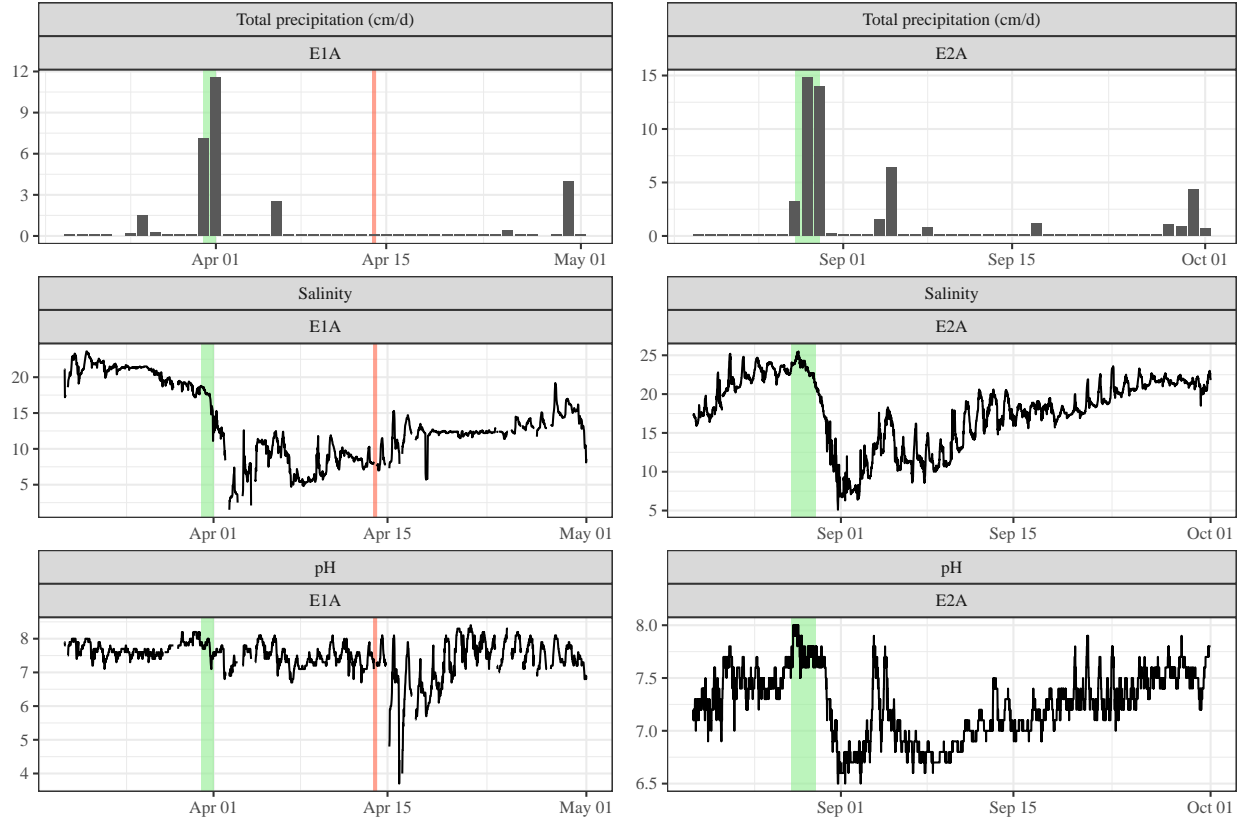 Total precipitation (cm/d)
E1A
12
9
6
3
0
Apr 01
Apr 15
May 01
Total precipitation (cm/d)
E2A
15
10
5
0
Sep 01
Sep 15
Oct 01
Salinity
E1A
20
15
10
5
Apr 01
Apr 15
May 01
Salinity
E2A
25
20
15
10
5
Sep 01
Sep 15
Oct 01
pH
E1A
8
7
6
5
4
Apr 01
Apr 15
May 01
pH
E2A
8.0
7.5
7.0
6.5
Sep 01
Sep 15
Oct 01